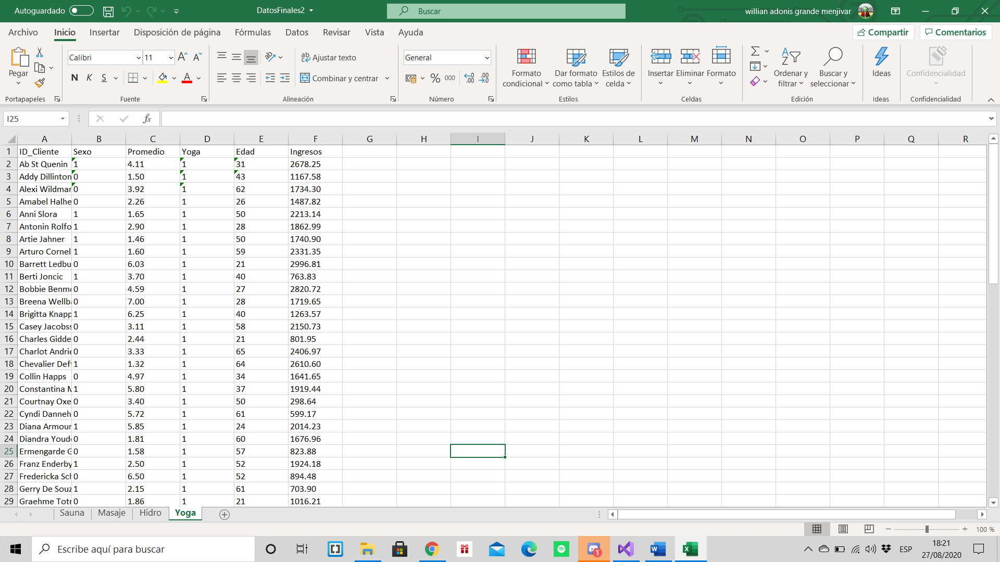 Autoguardado
DatosFinales2
Buscar
willian adonis grande menjivar
Archivo Inicio Insertar Disposición de página Fórmulas Datos Revisar Vista Ayuda
Compartir Comentarios
Pegar
Portapapeles
Calibri 11
N K S
Fuente
Ajustar texto
Combinar y centrar
Alineación
General
% 000
Número
Formato condicional
Dar formato como tabla
Estilos de celda
Estilos
Insertar Eliminar Formato
Celdas
Ordenar y filtrar
Buscar y seleccionar
Edición
Ideas
Ideas
Confidencialidad
Confidencialidad
I25
fx
A B C D E F G H I J K L M N O P Q R
1 ID_Cliente Sexo Promedio Yoga Edad Ingresos
2 Ab St Quenin 1 4.11 1 31 2678.25
3 Addy Dillinton 0 1.50 1 43 1167.58
4 Alexi Wildmar 0 3.92 1 62 1734.30
5 Amabel Halhe 0 2.26 1 26 1487.82
6 Anni Slora 1 1.65 1 50 2213.14
7 Antonin Rolfo 1 2.90 1 28 1862.99
8 Artie Jahner 1 1.46 1 50 1740.90
9 Arturo Cornel 1 1.60 1 59 2331.35
10 Barrett Ledbu 0 6.03 1 21 2996.81
11 Berti Joncic 1 3.70 1 40 763.83
12 Bobbie Benm 0 4.59 1 27 2820.72
13 Breena Wellb 0 7.00 1 28 1719.65
14 Brigitta Knapp 1 6.25 1 40 1263.57
15 Casey Jacobs 0 3.11 1 58 2150.73
16 Charles Gidde 0 2.44 1 21 801.95
17 Charlot Andri 0 3.33 1 65 2406.97
18 Chevalier Def 1 1.32 1 64 2610.60
19 Collin Happs 0 4.97 1 34 1641.65
20 Constantina 1 5.80 1 37 1919.44
21 Courtnay Oxe 0 3.40 1 50 298.64
22 Cyndi Danneh 0 5.72 1 61 599.17
23 Diana Armour 1 5.85 1 24 2014.23
24 Diandra Youd 0 1.81 1 60 1676.96
25 Ermengarde G 0 1.58 1 57 823.88
26 Franz Enderby 1 2.50 1 52 1924.18
27 Fredericka Sch 0 6.50 1 52 894.48
28 Gerry De Souz 1 2.15 1 61 703.90
29 Graehme Totr 0 1.86 1 21 1016.21
Sauna Masaje Hidro Yoga
100 %
Escribe aquí para buscar
1
ESP
18:21
27/08/2020